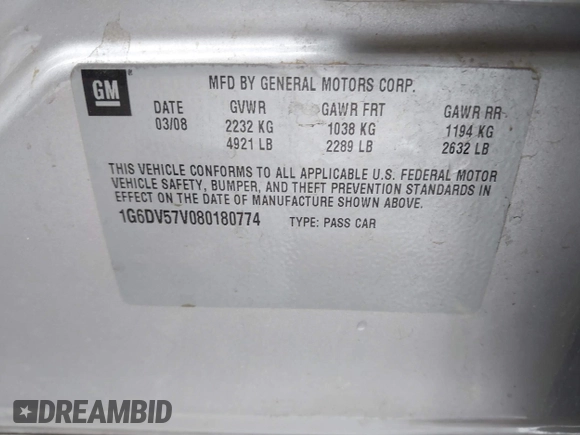 GM
MFD BY GENERAL MOTORS CORP.
DATE GVWR GAWR FRT GAWR RR
03/08 2232 KG 1038 KG 1194 KG
4921 LB 2289 LB 2632 LB
THIS VEHICLE CONFORMS TO ALL APPLICABLE U.S. FEDERAL MOTOR
VEHICLE SAFETY, BUMPER, AND THEFT PREVENTION STANDARDS IN
EFFECT ON THE DATE OF MANUFACTURE SHOWN ABOVE.
1G6DV57V080180774 TYPE: PASS CAR
DREAMBID